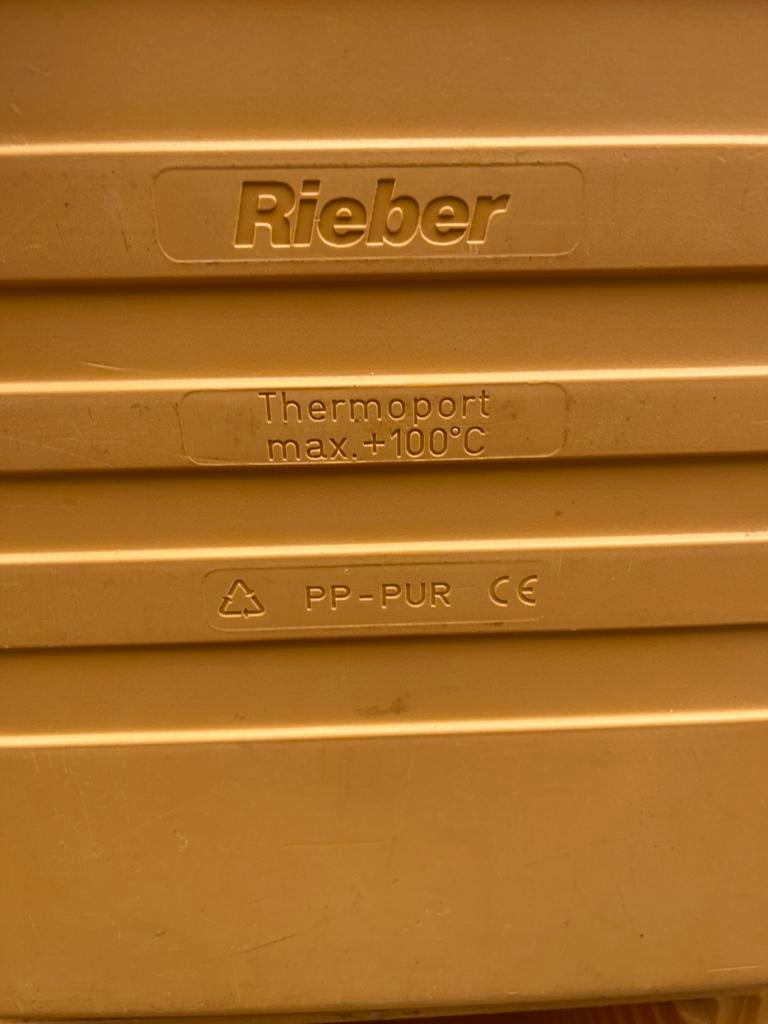 Rieber
Thermoport
max.+100°C
PP-PUR CE